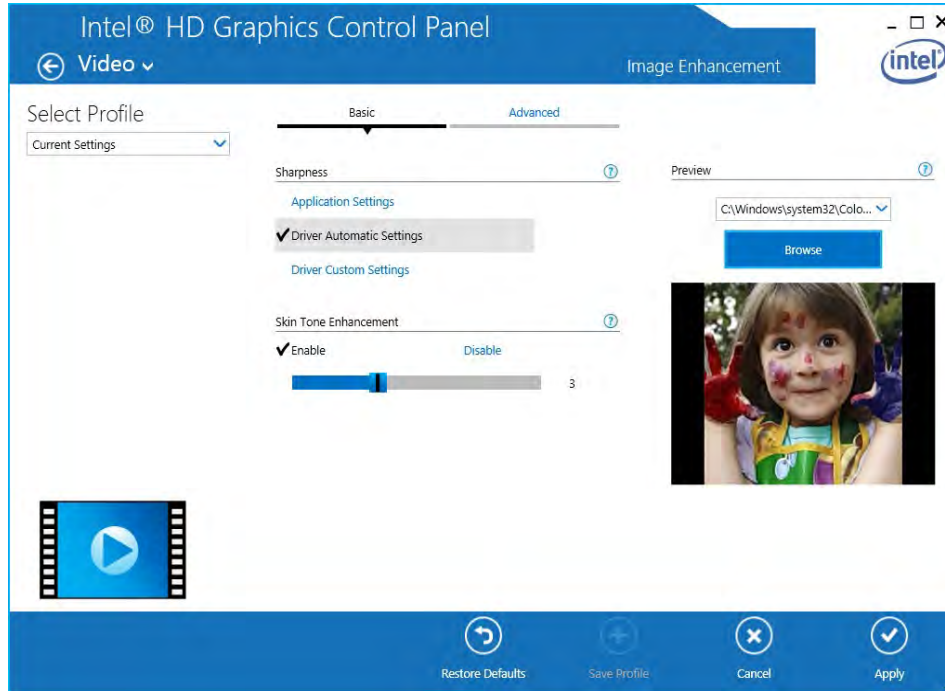 Intel® HD Graphics Control Panel
Video
Image Enhancement
intel
Select Profile
Current Settings
Basic
Advanced
Sharpness
Application Settings
Driver Automatic Settings
Driver Custom Settings
Skin Tone Enhancement
Enable
Disable
3
Preview
C:\Windows\system32\Colo...
Browse
Restore Defaults
Save Profile
Cancel
Apply